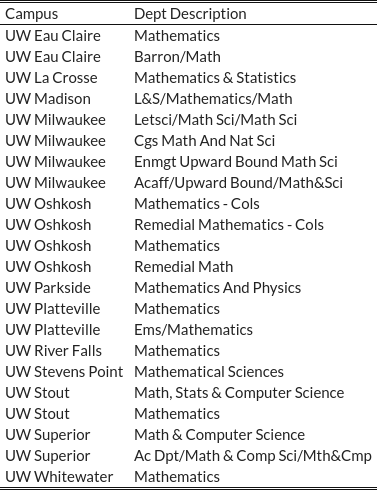 Campus Dept Description
UW Eau Claire Mathematics
UW Eau Claire Barron/Math
UW La Crosse Mathematics & Statistics
UW Madison L&S/Mathematics/Math
UW Milwaukee Letsci/Math Sci/Math Sci
UW Milwaukee Cgs Math And Nat Sci
UW Milwaukee Enmgt Upward Bound Math Sci
UW Milwaukee Acaff/Upward Bound/Math&Sci
UW Oshkosh Mathematics - Cols
UW Oshkosh Remedial Mathematics - Cols
UW Oshkosh Mathematics
UW Oshkosh Remedial Math
UW Parkside Mathematics And Physics
UW Platteville Mathematics
UW Platteville Ems/Mathematics
UW River Falls Mathematics
UW Stevens Point Mathematical Sciences
UW Stout Math, Stats & Computer Science
UW Stout Mathematics
UW Superior Math & Computer Science
UW Superior Ac Dpt/Math & Comp Sci/Mth&Cmp
UW Whitewater Mathematics